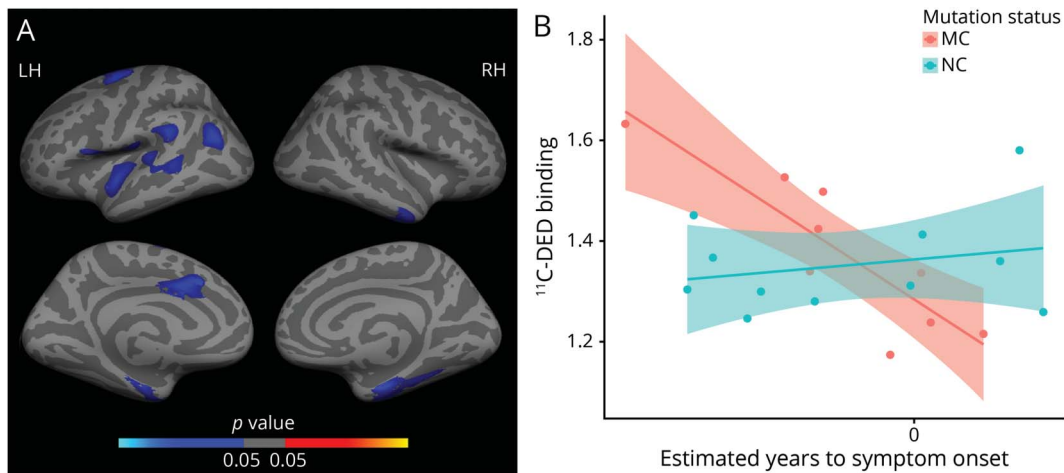 A
LH
RH
p value
0.05 0.05
B
Mutation status
MC
NC
1.8
1.6
1.4
1.2
¹¹C-DED binding
0
Estimated years to symptom onset